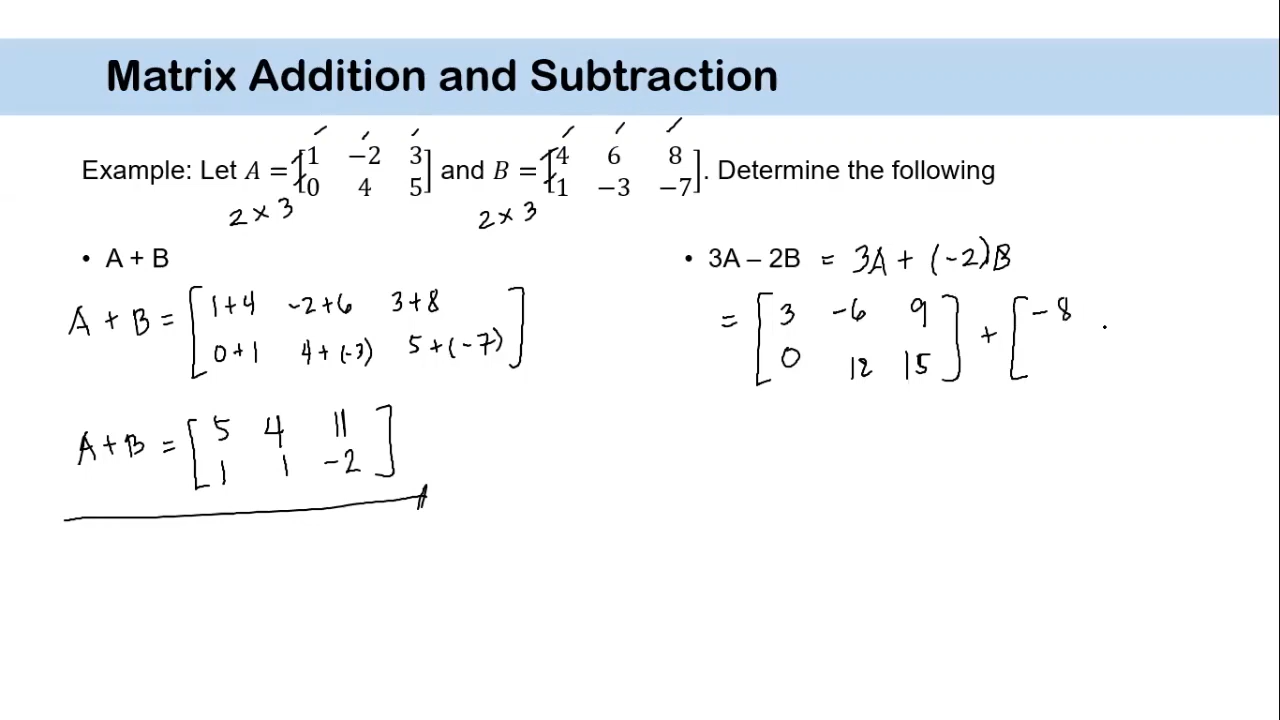 Matrix Addition and Subtraction
Example: Let A = [1 −2 3
0 4 5] and B = [4 6 8
1 −3 −7]. Determine the following
2 × 3
2 × 3
• A + B
A + B = [1+4 -2+6 3+8
0+1 4+(-3) 5+(-7)]
A+B = [5 4 11
1 1 -2]
• 3A – 2B = 3A + (-2)B
= [3 -6 9
0 12 15] + [-8